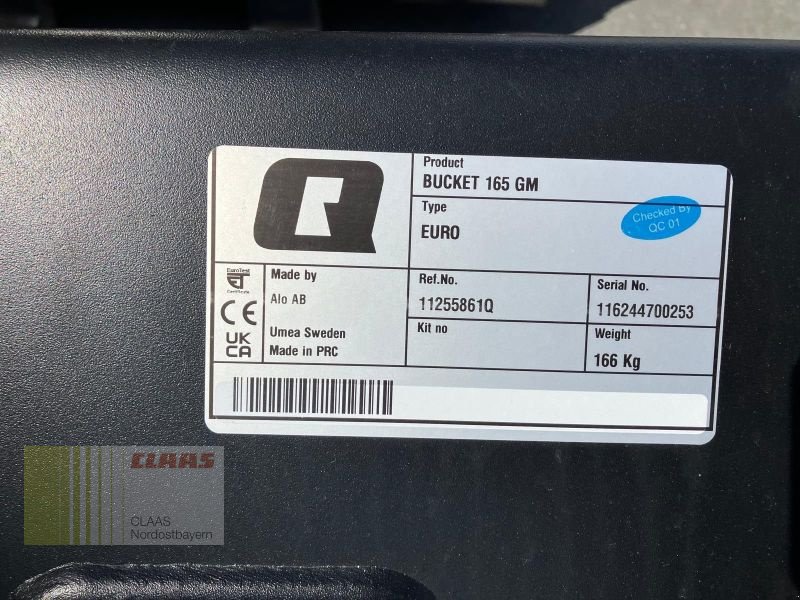 Product
BUCKET 165 GM
Type
EURO
Checked By
QC 01
EuroTest
Certificate
CE
UK
CA
Made by
Alo AB
Umea Sweden
Made in PRC
Ref.No.
11255861Q
Serial No.
116244700253
Kit no
Weight
166 Kg
CLAAS
CLAAS
Nordostbayern